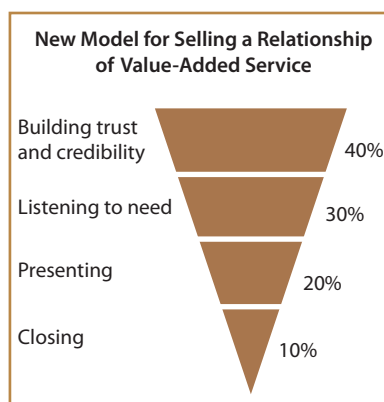 New Model for Selling a Relationship
of Value-Added Service
Building trust
and credibility
40%
Listening to need
30%
Presenting
20%
Closing
10%